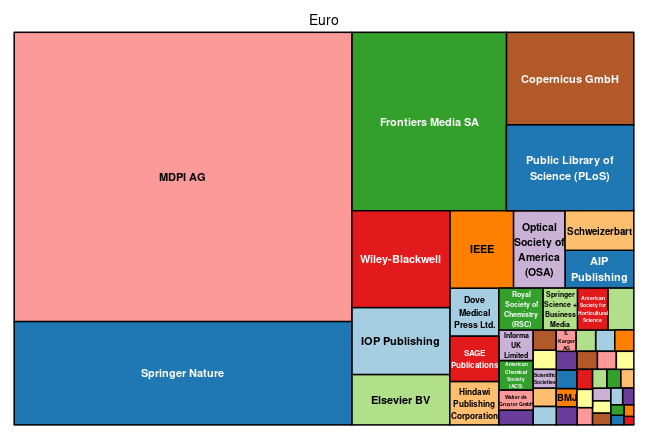 Euro
MDPI AG
Springer Nature
Frontiers Media SA
Copernicus GmbH
Public Library of
Science (PLoS)
Wiley-Blackwell
IOP Publishing
Elsevier BV
IEEE
Optical
Society of
America
(OSA)
Schweizerbart
AIP
Publishing
Dove
Medical
Press Ltd.
SAGE
Publications
Hindawi
Publishing
Corporation
Royal
Society of
Chemistry
(RSC)
Springer
Science +
Business
Media
American
Society for
Horticultural
Science
Informa
UK
Limited
American
Chemical
Society
(ACS)
Walter de
Gruyter GmbH
S.
Karger
AG
Scientific
Societies
BMJ